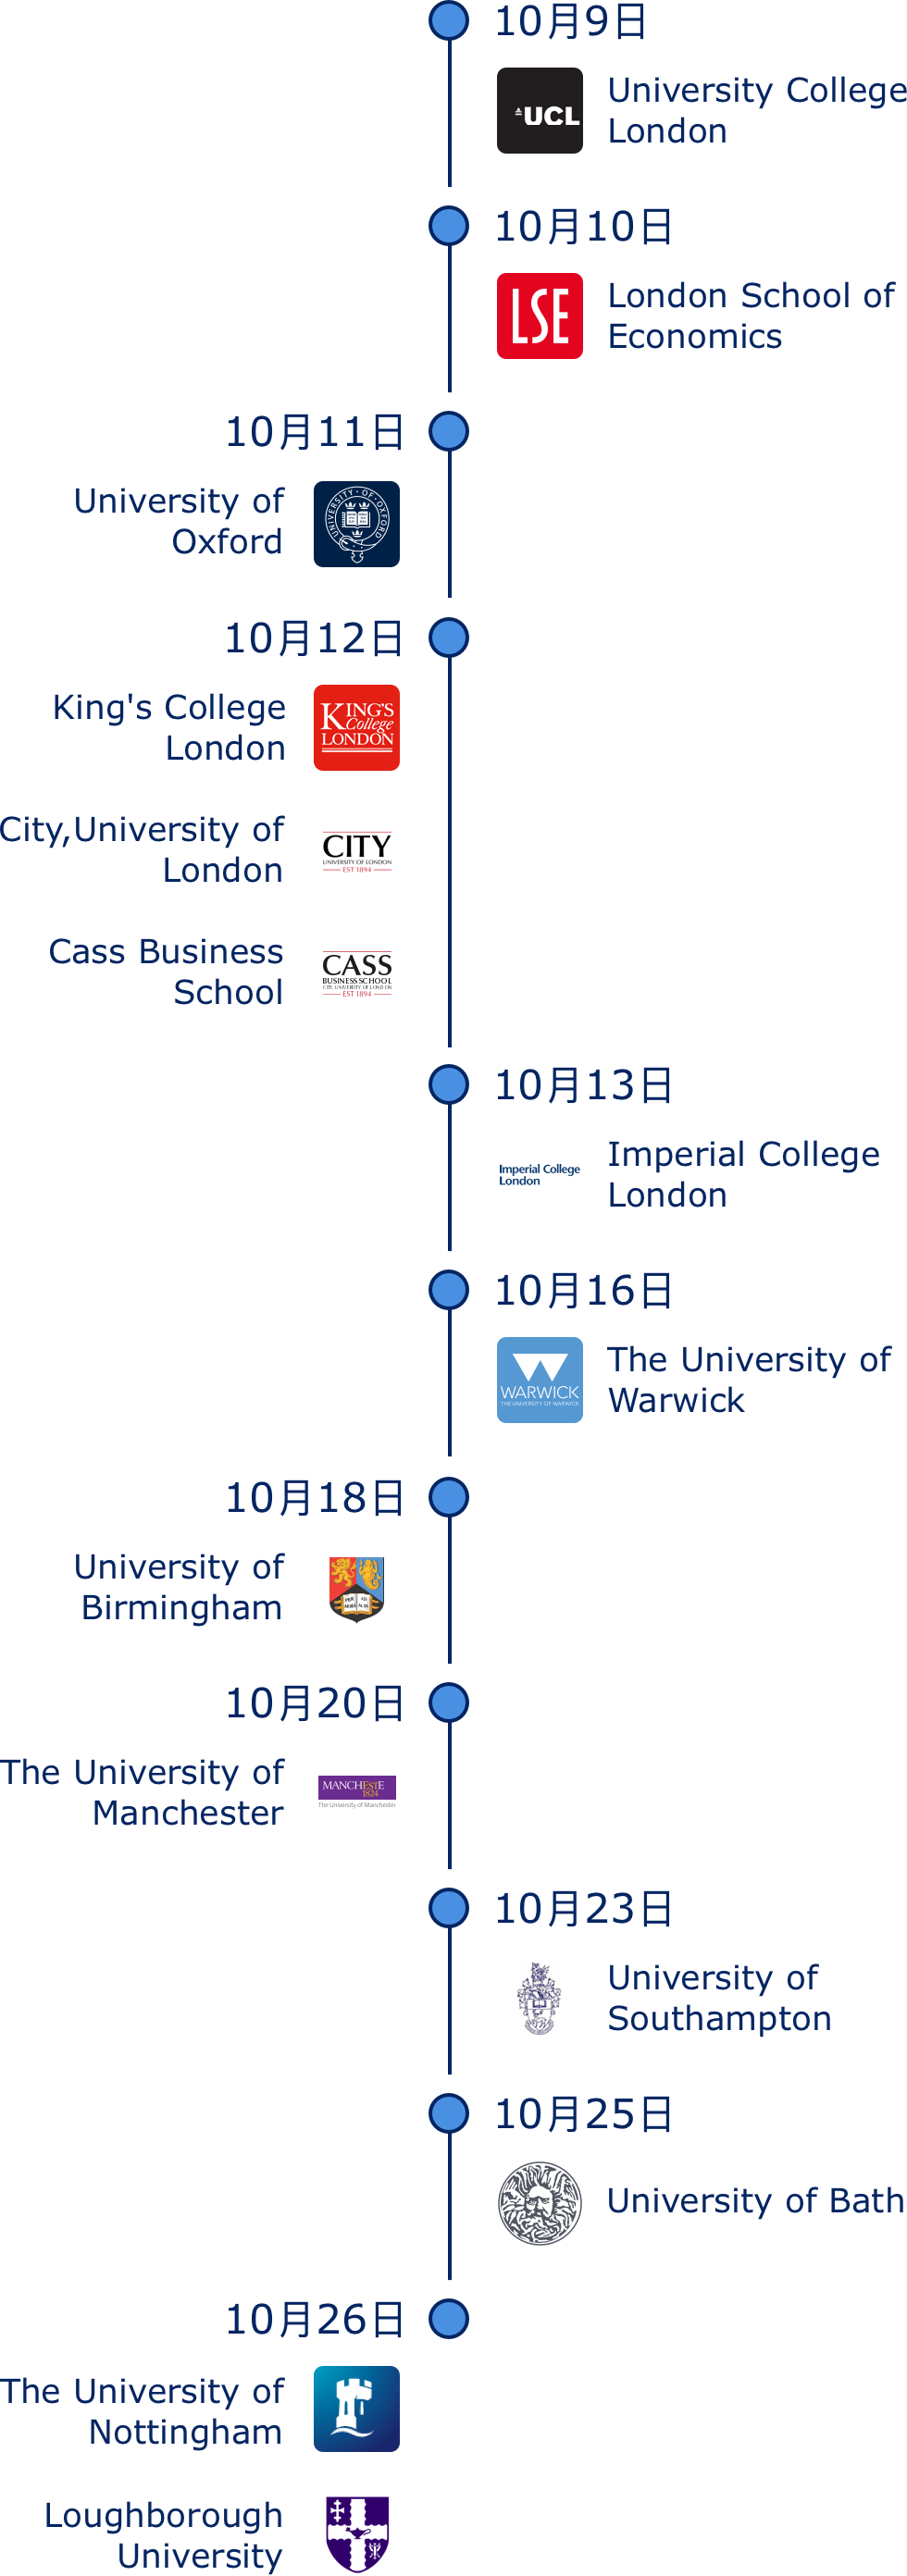 10月9日
UCL
University College
London
10月10日
LSE
London School of
Economics
10月11日
University of
Oxford
UNIVERSITY·OF·OXFORD
10月12日
King's College
London
KING'S
College
LONDON
City,University of
London
CITY
UNIVERSITY OF LONDON
EST 1894
Cass Business
School
CASS
BUSINESS SCHOOL
CITY, UNIVERSITY OF LONDON
EST 1894
10月13日
Imperial College
London
Imperial College
London
10月16日
The University of
Warwick
WARWICK
THE UNIVERSITY OF WARWICK
10月18日
University of
Birmingham
10月20日
The University of
Manchester
MANCHESTER
1824
The University of Manchester
10月23日
University of
Southampton
10月25日
University of Bath
10月26日
The University of
Nottingham
Loughborough
University